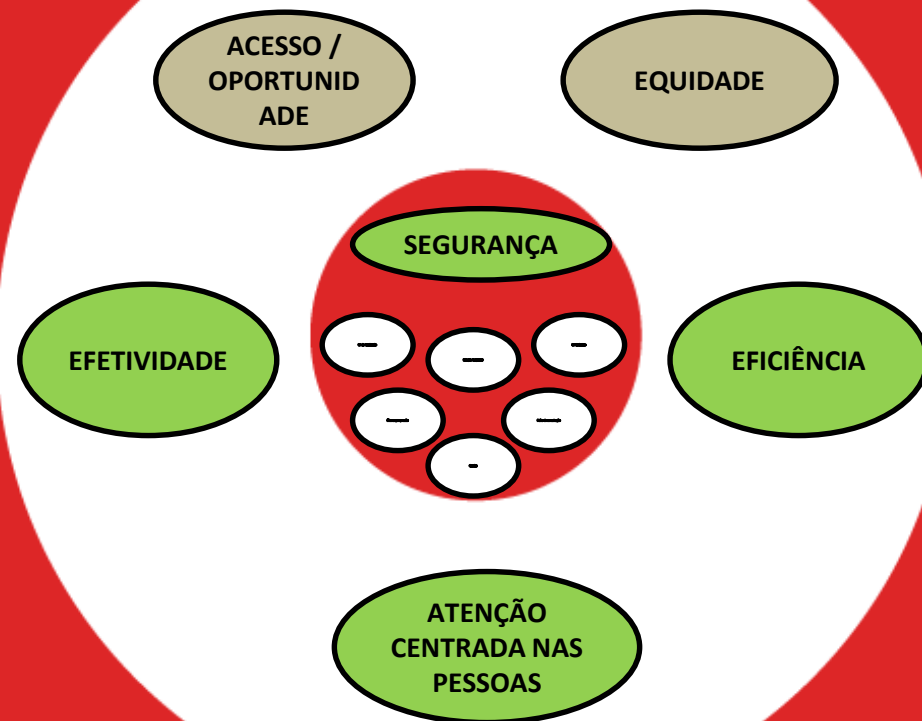 ACESSO /
OPORTUNID
ADE
EQUIDADE
SEGURANÇA
EFETIVIDADE
EFICIÊNCIA
ATENÇÃO
CENTRADA NAS
PESSOAS